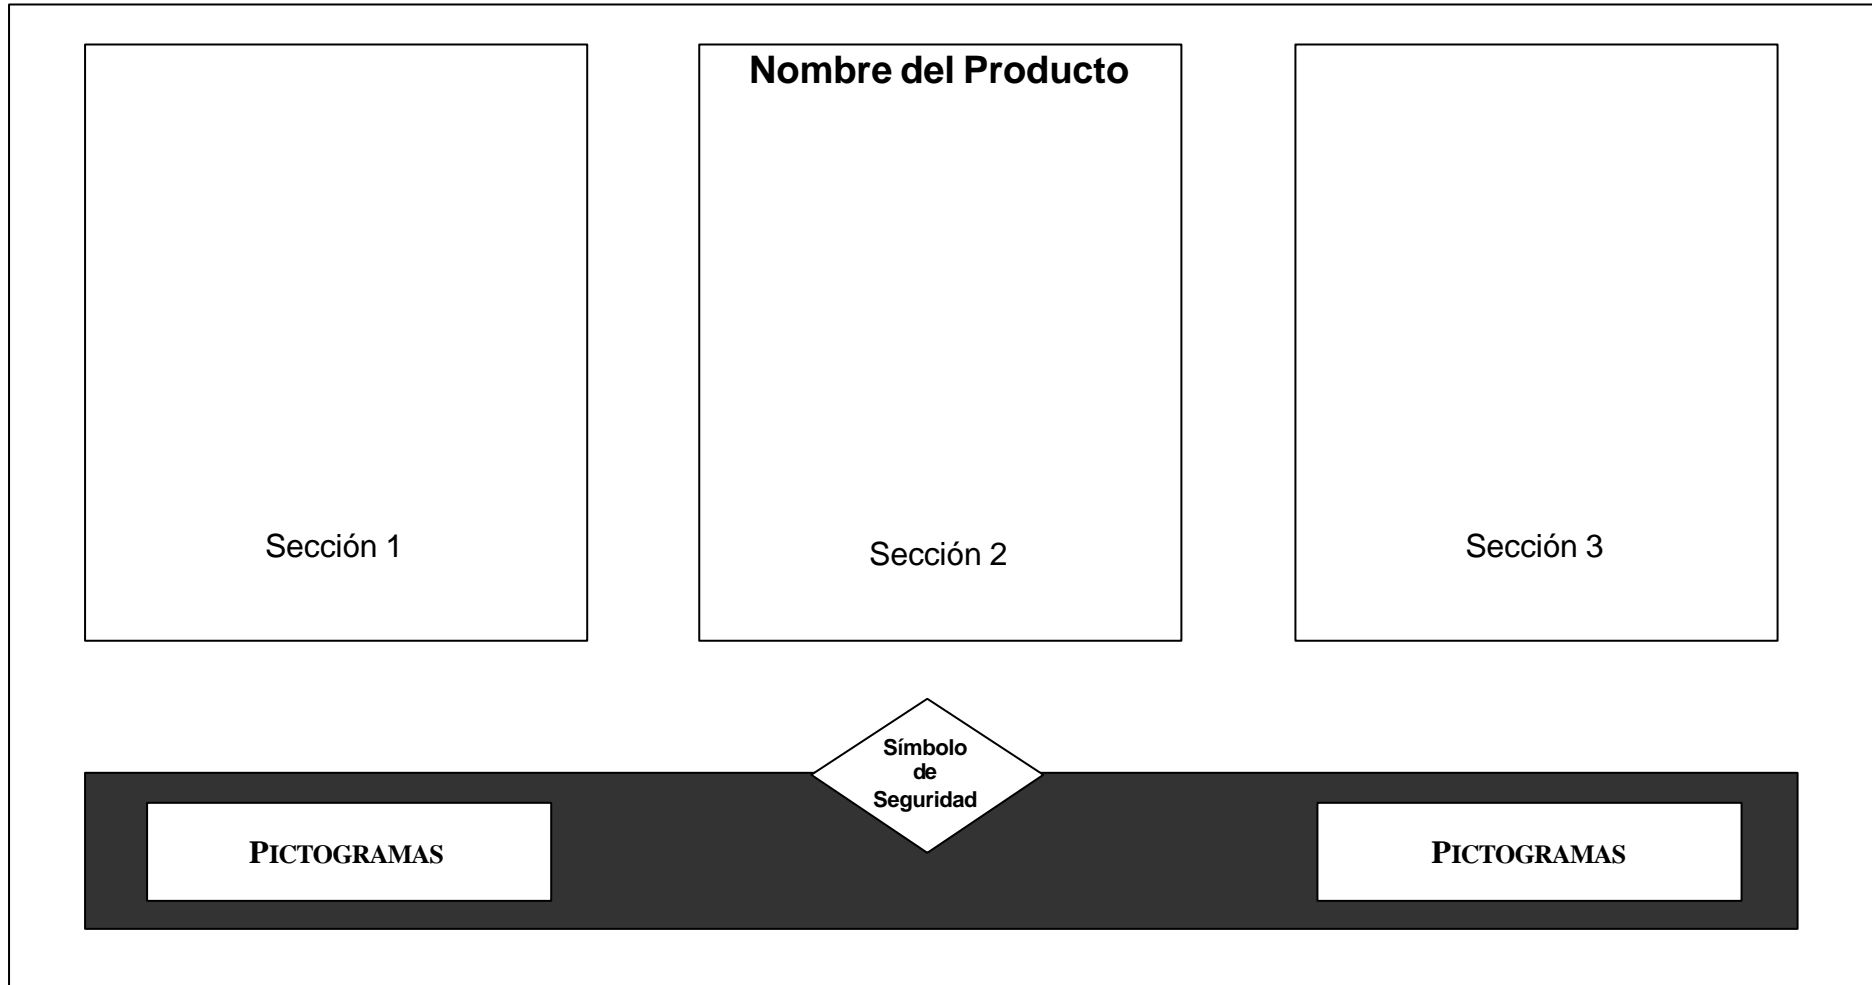 Nombre del Producto
Sección 1
Sección 2
Sección 3
Símbolo
de
Seguridad
PICTOGRAMAS
PICTOGRAMAS